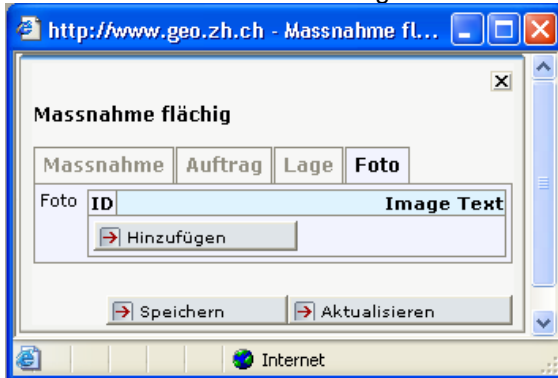 http://www.geo.zh.ch - Massnahme fl...
Massnahme flächig
Massnahme Auftrag Lage Foto
Foto ID Image Text
Hinzufügen
Speichern Aktualisieren
Internet